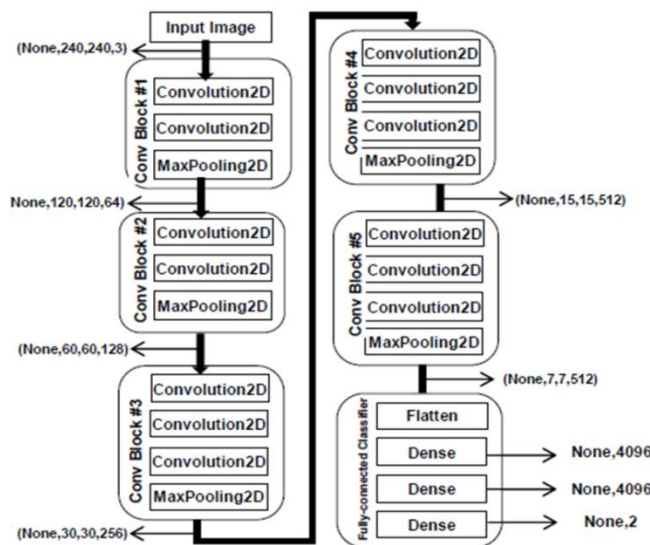 Input Image
(None,240,240,3)
Conv Block #1
Convolution2D
Convolution2D
MaxPooling2D
None,120,120,64)
Conv Block #2
Convolution2D
Convolution2D
MaxPooling2D
(None,60,60,128)
Conv Block #3
Convolution2D
Convolution2D
Convolution2D
MaxPooling2D
(None,30,30,256)
Conv Block #4
Convolution2D
Convolution2D
Convolution2D
MaxPooling2D
(None,15,15,512)
Conv Block #5
Convolution2D
Convolution2D
Convolution2D
MaxPooling2D
(None,7,7,512)
Fully-connected Classifier
Flatten
Dense
None,4096
Dense
None,4096
Dense
None,2